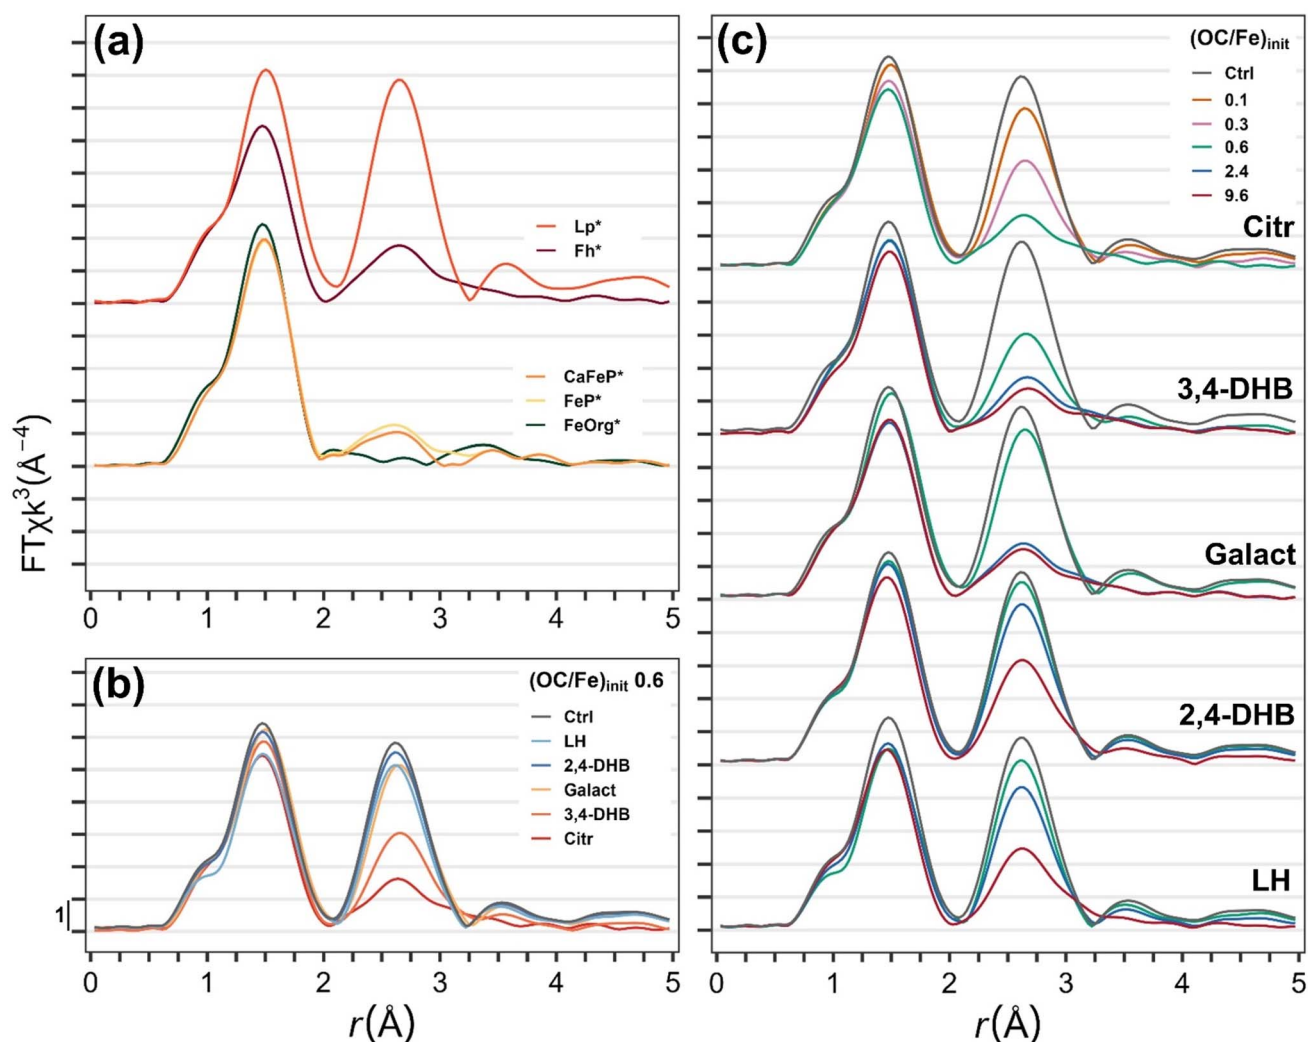 (a)
Lp*
Fh*
CaFeP*
FeP*
FeOrg*
0 1 2 3 4 5
FTχk³(Å⁻⁴)
(b)
(OC/Fe)init 0.6
Ctrl
LH
2,4-DHB
Galact
3,4-DHB
Citr
1
0 1 2 3 4 5
r(Å)
(c)
(OC/Fe)init
Ctrl
0.1
0.3
0.6
2.4
9.6
Citr
3,4-DHB
Galact
2,4-DHB
LH
0 1 2 3 4 5
r(Å)